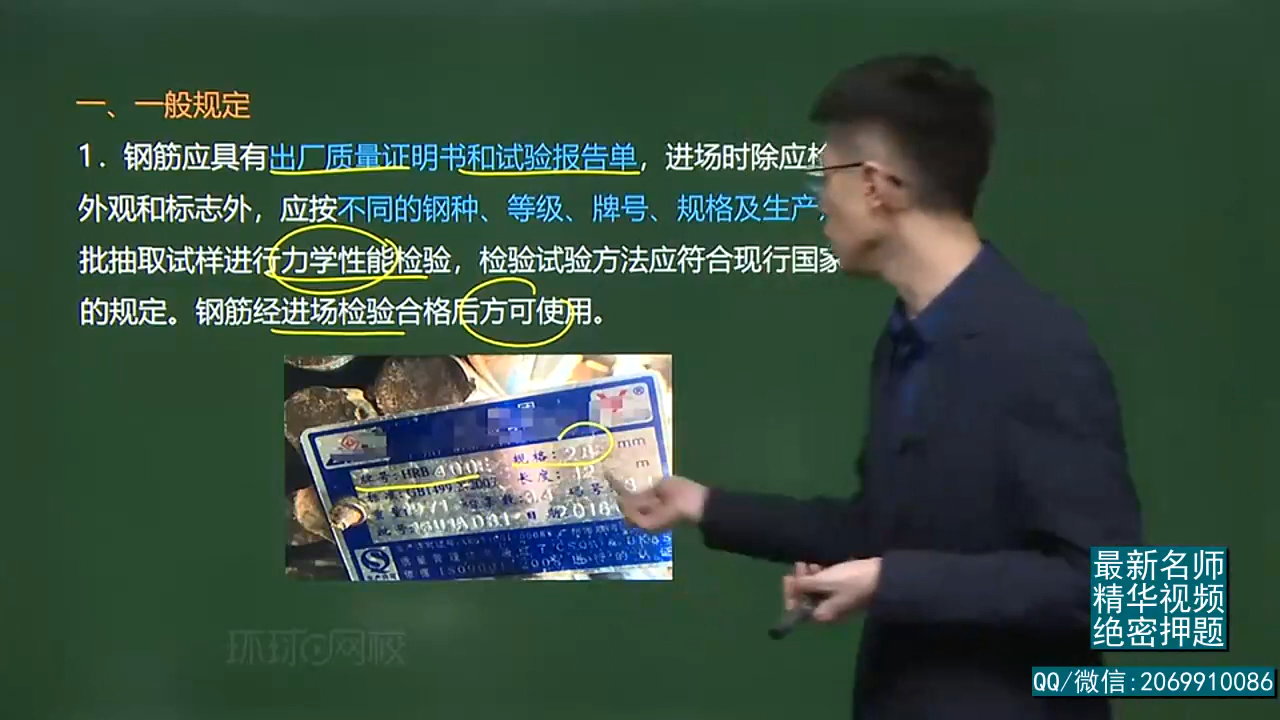 一、一般规定
1．钢筋应具有出厂质量证明书和试验报告单，进场时除应检
外观和标志外，应按不同的钢种、等级、牌号、规格及生产
批抽取试样进行力学性能检验，检验试验方法应符合现行国家
的规定。钢筋经进场检验合格后方可使用。
牌号：HRB 400E 规格：28 mm
长度：12 m
环球网校
最新名师
精华视频
绝密押题
QQ/微信:2069910086